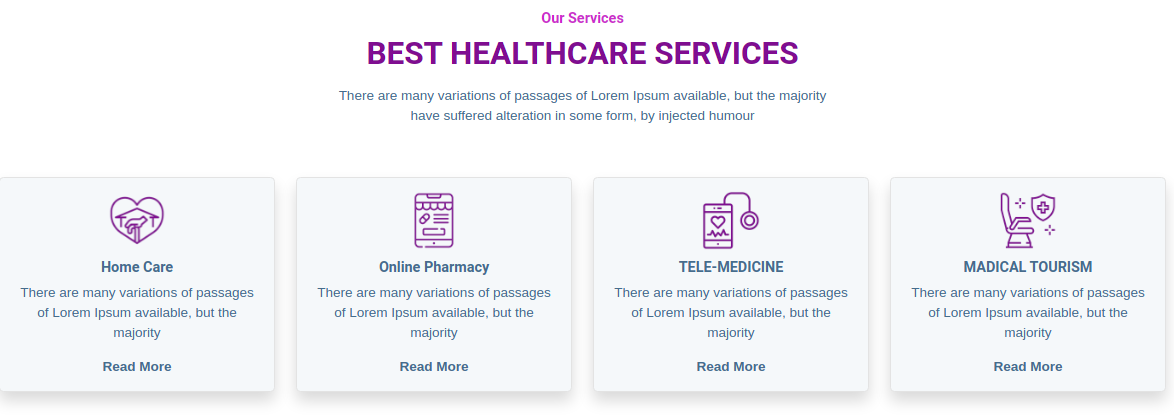 Our Services
BEST HEALTHCARE SERVICES
There are many variations of passages of Lorem Ipsum available, but the majority
have suffered alteration in some form, by injected humour
Home Care
There are many variations of passages
of Lorem Ipsum available, but the
majority
Read More
Online Pharmacy
There are many variations of passages
of Lorem Ipsum available, but the
majority
Read More
TELE-MEDICINE
There are many variations of passages
of Lorem Ipsum available, but the
majority
Read More
MADICAL TOURISM
There are many variations of passages
of Lorem Ipsum available, but the
majority
Read More